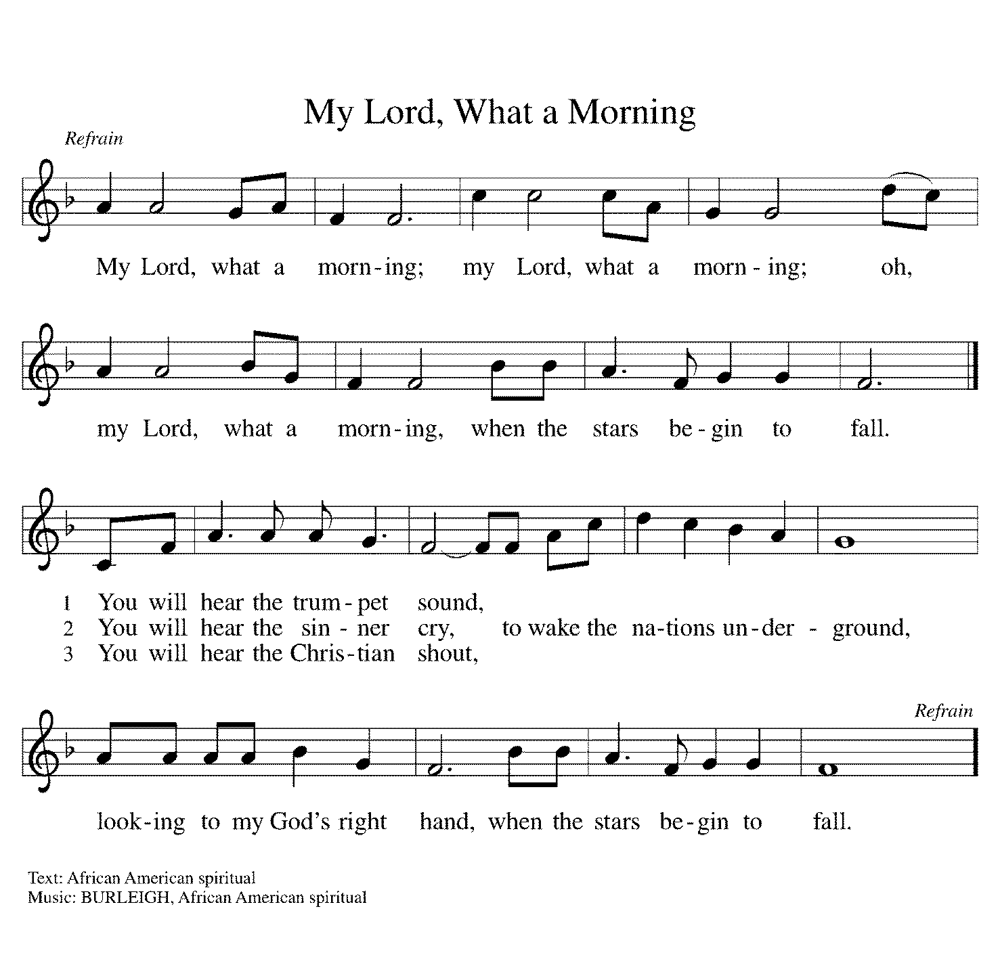 My Lord, What a Morning
Refrain
My Lord, what a morn-ing; my Lord, what a morn - ing; oh,
my Lord, what a morn-ing, when the stars be-gin to fall.
1 You will hear the trum-pet sound,
2 You will hear the sin - ner cry, to wake the na-tions un-der - ground,
3 You will hear the Chris-tian shout,
Refrain
look-ing to my God's right hand, when the stars be-gin to fall.
Text: African American spiritual
Music: BURLEIGH, African American spiritual